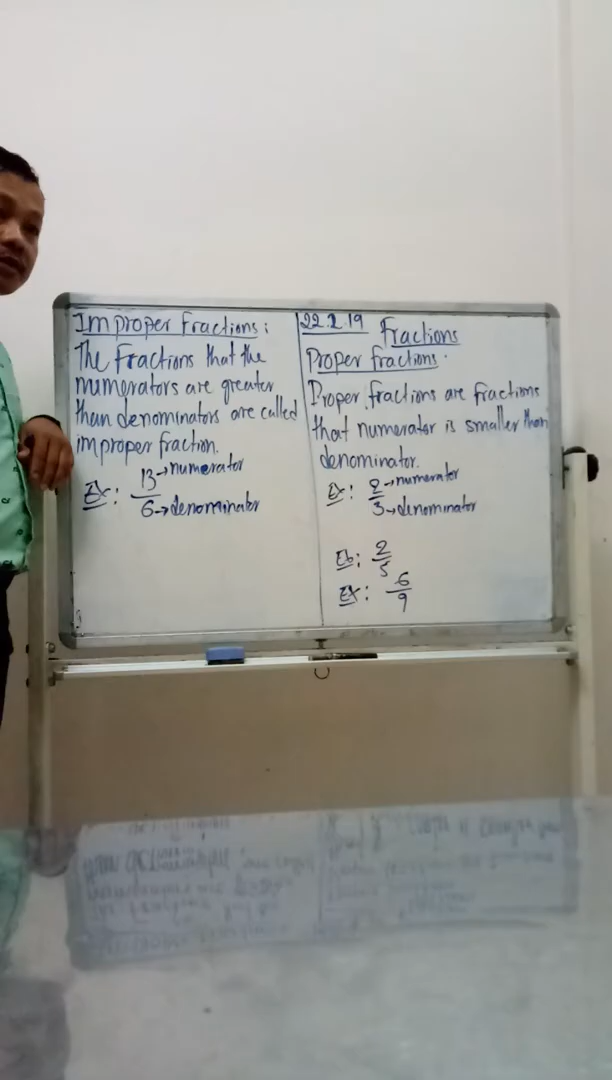 Improper Fractions:
The Fractions that the
numerators are greater
than denominators are called
improper fraction.
Ex: 13 → numerator
6 → denominator
22.2.19 Fractions
Proper fractions.
Proper fractions are fractions
that numerator is smaller than
denominator.
Ex: 2 → numerator
3 → denominator
Ex: 2/5
Ex: 6/9